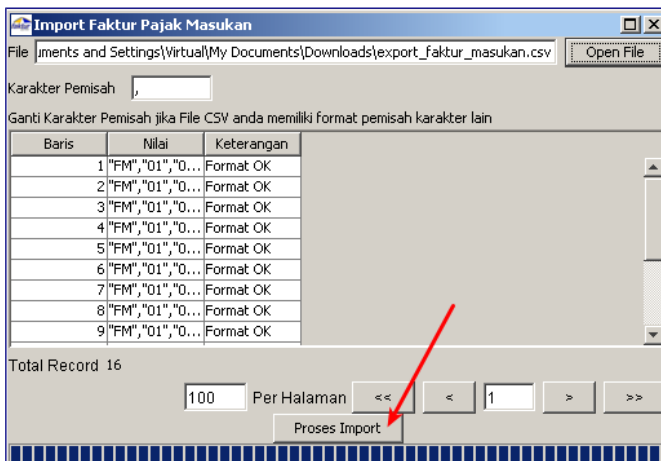 Import Faktur Pajak Masukan
File uments and Settings\Virtual\My Documents\Downloads\export_faktur_masukan.csv Open File
Karakter Pemisah ,
Ganti Karakter Pemisah jika File CSV anda memiliki format pemisah karakter lain
Baris Nilai Keterangan
1 "FM","01","0... Format OK
2 "FM","01","0... Format OK
3 "FM","01","0... Format OK
4 "FM","01","0... Format OK
5 "FM","01","0... Format OK
6 "FM","01","0... Format OK
7 "FM","01","0... Format OK
8 "FM","01","0... Format OK
9 "FM","01","0... Format OK
Total Record 16
100 Per Halaman << < 1 > >>
Proses Import